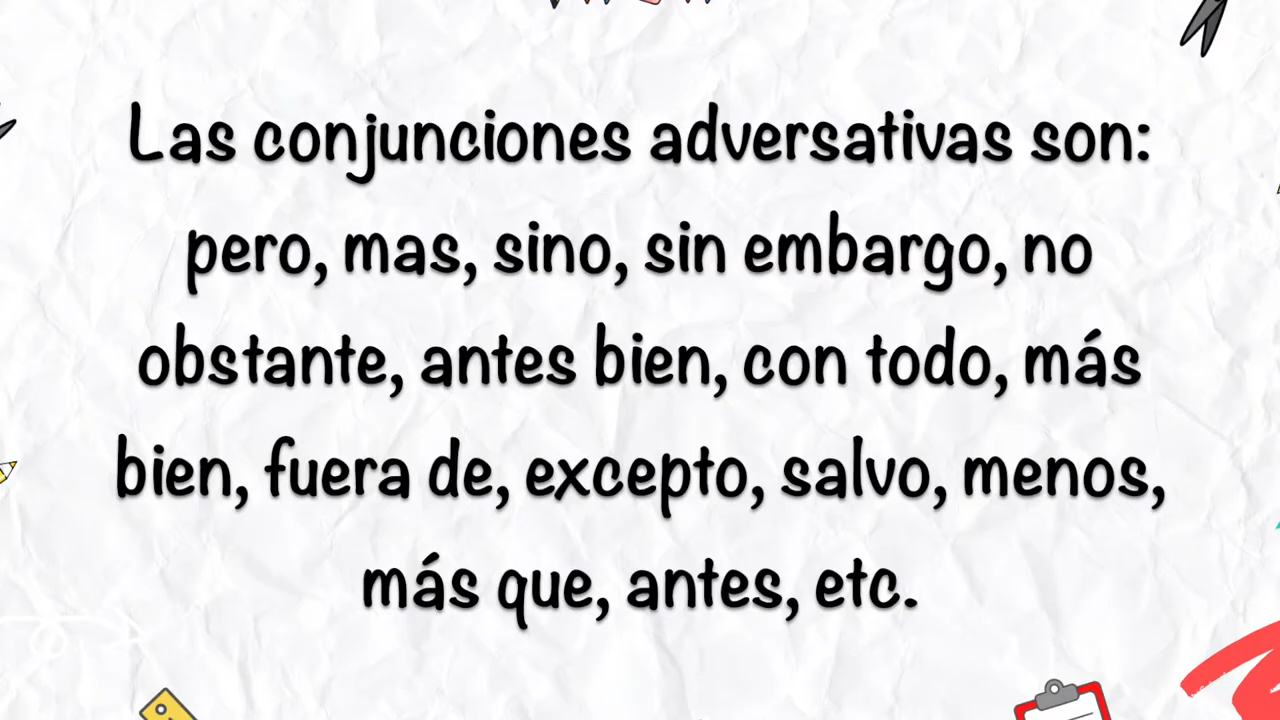 Las conjunciones adversativas son:
pero, mas, sino, sin embargo, no
obstante, antes bien, con todo, más
bien, fuera de, excepto, salvo, menos,
más que, antes, etc.